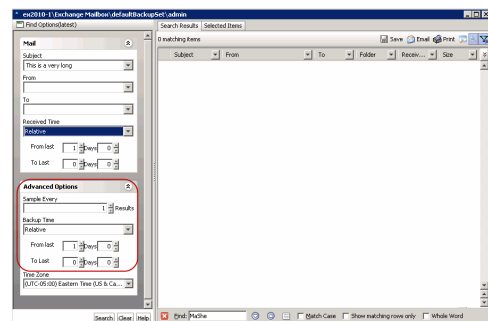 * ex2010-1\Exchange Mailbox\defaultBackupSet\admin
Find Options(latest)
Mail
Subject
This is a very long
From
To
Received Time
Relative
From last 1 Days 0
To Last 0 Days 0
Advanced Options
Sample Every
1 Results
Backup Time
Relative
From last 1 Days 0
To Last 0 Days 0
Time Zone
(UTC-05:00) Eastern Time (US & Ca...
Search Clear Help
Search Results Selected Items
0 matching items
Save Email Print
Subject From To Folder Receiv... Size
Find: MaShe Match Case Show matching rows only Whole Word